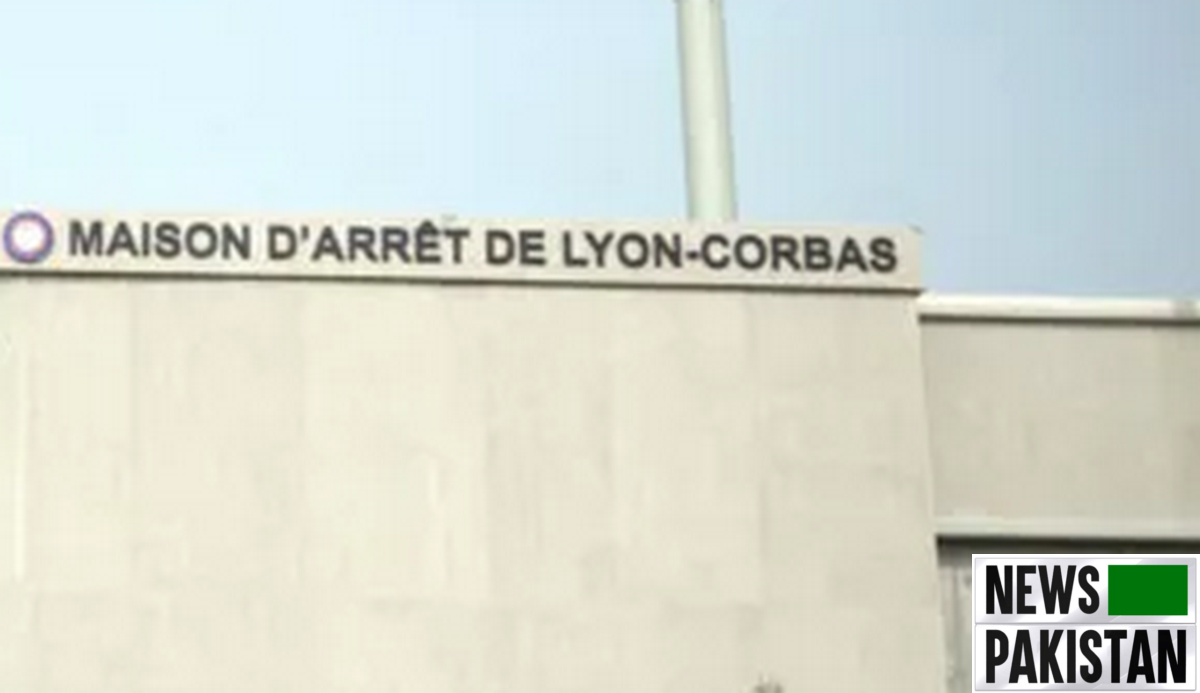 MAISON D'ARRÊT DE LYON-CORBAS
NEWS
PAKISTAN